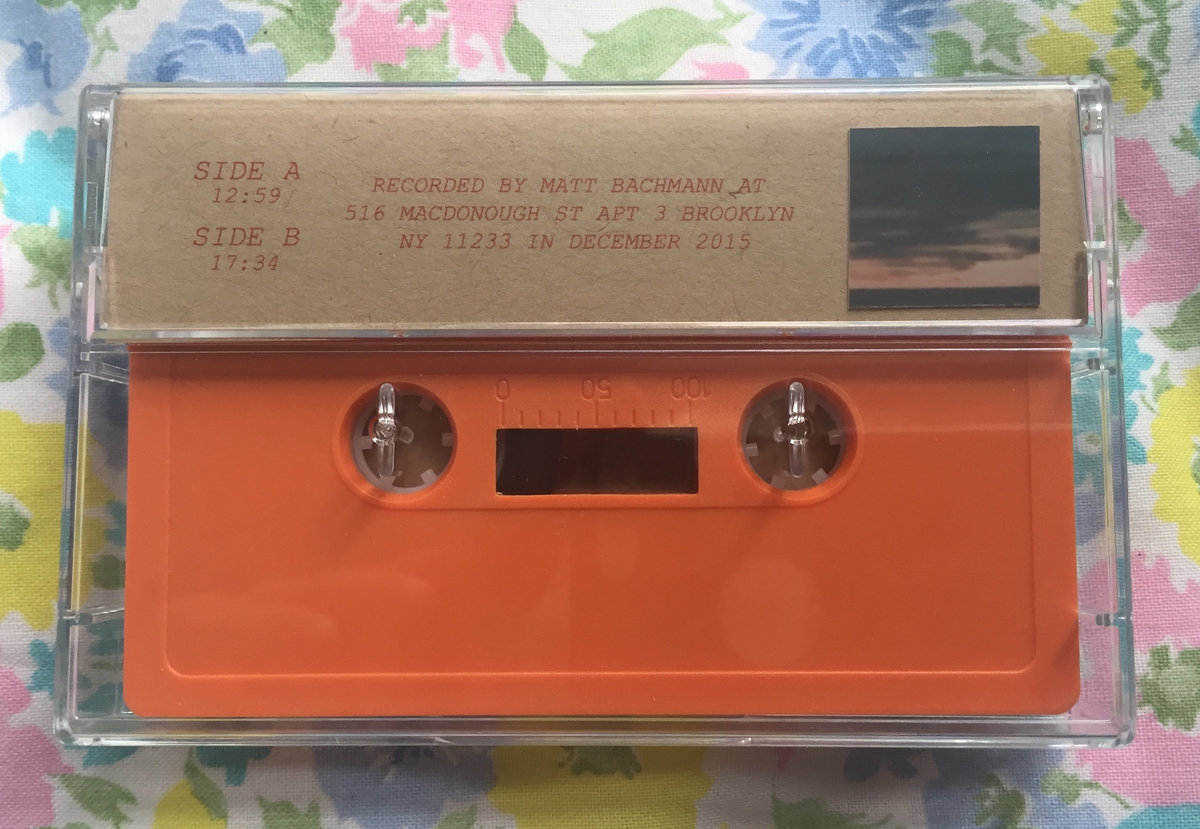 SIDE A
12:59
SIDE B
17:34
RECORDED BY MATT BACHMANN AT
516 MACDONOUGH ST APT 3 BROOKLYN
NY 11233 IN DECEMBER 2015
0 50 100